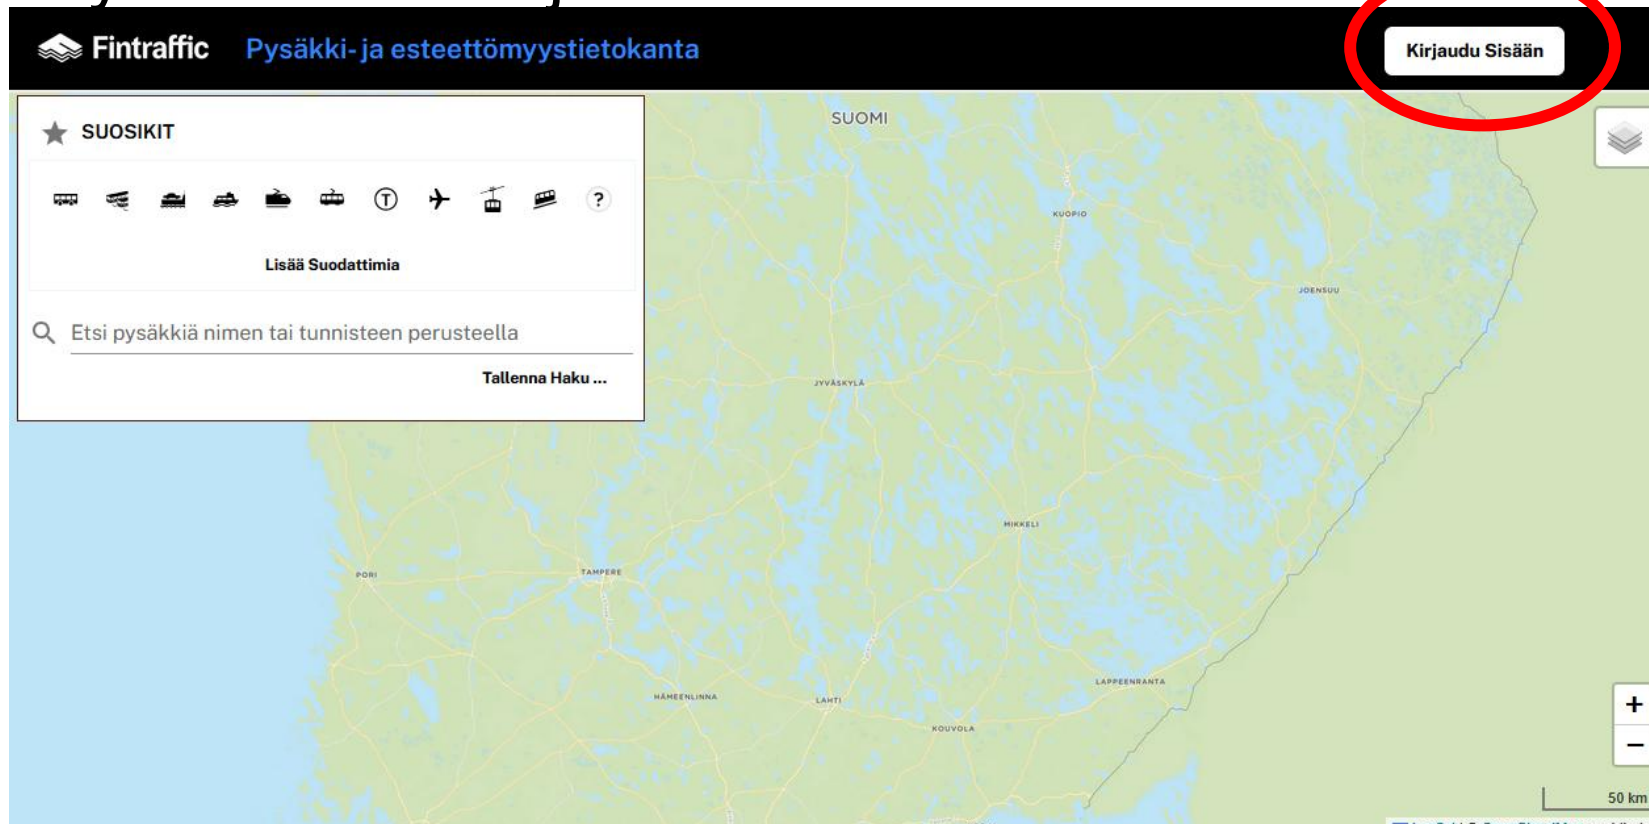 Fintraffic Pysäkki- ja esteettömyystietokanta
Kirjaudu Sisään
SUOSIKIT
T
?
Lisää Suodattimia
Etsi pysäkkiä nimen tai tunnisteen perusteella
Tallenna Haku ...
SUOMI
KUOPIO
JOENSUU
JYVÄSKYLÄ
MIKKELI
PORI
TAMPERE
LAPPEENRANTA
HÄMEENLINNA
LAHTI
KOUVOLA
+
−
50 km